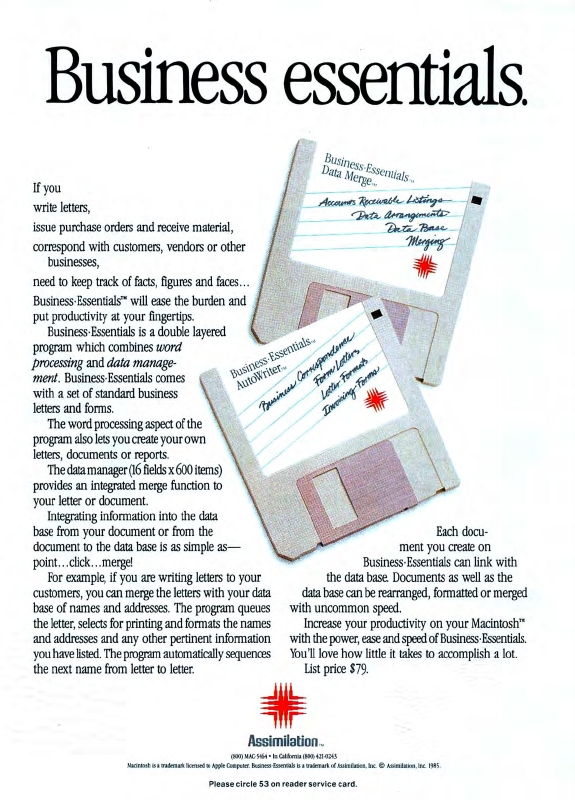 Business essentials.
If you
write letters,
issue purchase orders and receive material,
correspond with customers, vendors or other
businesses,
need to keep track of facts, figures and faces...
Business·Essentials™ will ease the burden and
put productivity at your fingertips.
Business·Essentials is a double layered
program which combines word
processing and data manage-
ment. Business·Essentials comes
with a set of standard business
letters and forms.
The word processing aspect of the
program also lets you create your own
letters, documents or reports.
The data manager (16 fields x 600 items)
provides an integrated merge function to
your letter or document.
Integrating information into the data
base from your document or from the
document to the data base is as simple as—
point...click...merge!
For example, if you are writing letters to your
customers, you can merge the letters with your data
base of names and addresses. The program queues
the letter, selects for printing and formats the names
and addresses and any other pertinent information
you have listed. The program automatically sequences
the next name from letter to letter.
Business·Essentials™
Data Merge™
Accounts Receivable Listings
Data Arrangements
Data Base
Merging
Business·Essentials™
AutoWriter™
Business Correspondence
Form Letters
Letter Formats
Invoicing Forms
Each docu-
ment you create on
Business·Essentials can link with
the data base. Documents as well as the
data base can be rearranged, formatted or merged
with uncommon speed.
Increase your productivity on your Macintosh™
with the power, ease and speed of Business·Essentials.
You'll love how little it takes to accomplish a lot.
List price $79.
Assimilation™
(800) MAC-5464 • In California (800) 421-0243
Macintosh is a trademark licensed to Apple Computer. Business·Essentials is a trademark of Assimilation, Inc. © Assimilation, Inc. 1985.
Please circle 53 on reader service card.